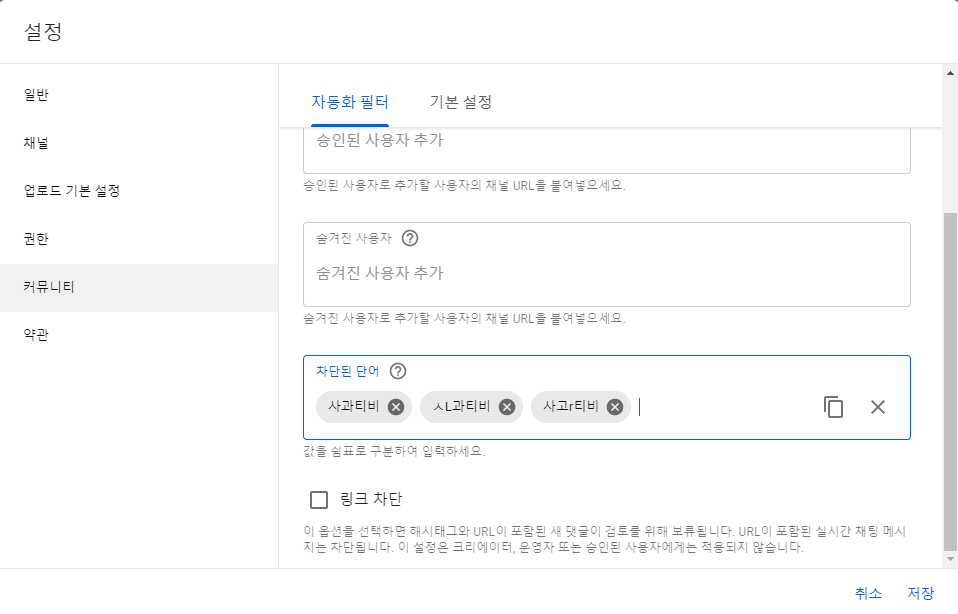 설정
일반
채널
업로드 기본 설정
권한
커뮤니티
약관
자동화 필터 기본 설정
승인된 사용자 추가
승인된 사용자로 추가할 사용자의 채널 URL을 붙여넣으세요.
숨겨진 사용자
숨겨진 사용자 추가
숨겨진 사용자로 추가할 사용자의 채널 URL을 붙여넣으세요.
차단된 단어
사과티비 ㅅL과티비 사고r티비
값을 쉼표로 구분하여 입력하세요.
링크 차단
이 옵션을 선택하면 해시태그와 URL이 포함된 새 댓글이 검토를 위해 보류됩니다. URL이 포함된 실시간 채팅 메시
지는 차단됩니다. 이 설정은 크리에이터, 운영자 또는 승인된 사용자에게는 적용되지 않습니다.
취소 저장